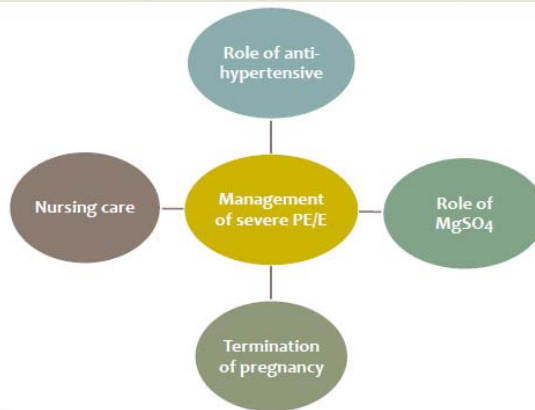 Role of anti-
hypertensive
Nursing care
Management
of severe PE/E
Role of
MgSO4
Termination
of pregnancy